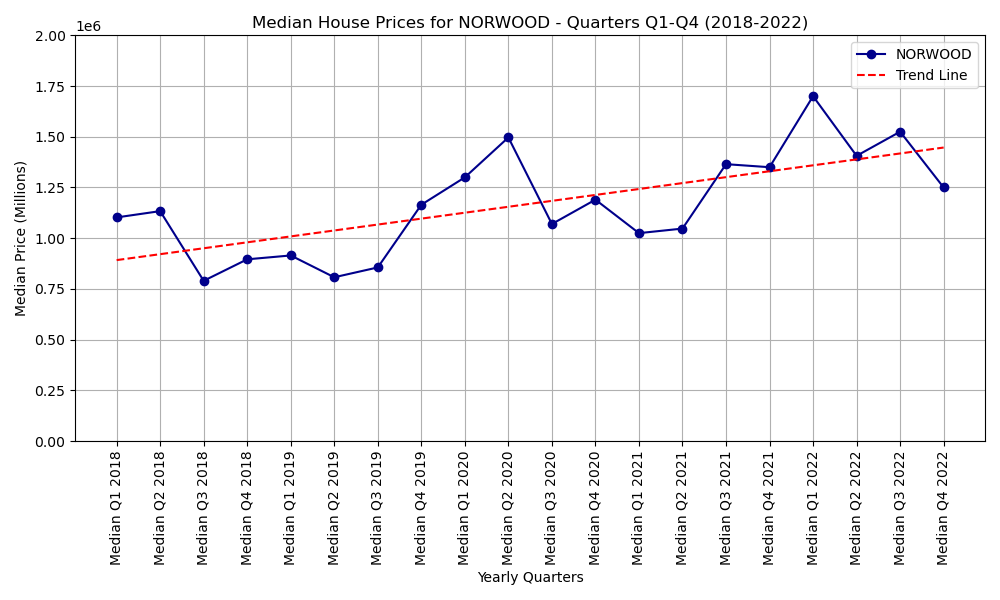 Median House Prices for NORWOOD - Quarters Q1-Q4 (2018-2022)
1e6
2.00
1.75
1.50
1.25
1.00
0.75
0.50
0.25
0.00
Median Price (Millions)
NORWOOD
Trend Line
Median Q1 2018
Median Q2 2018
Median Q3 2018
Median Q4 2018
Median Q1 2019
Median Q2 2019
Median Q3 2019
Median Q4 2019
Median Q1 2020
Median Q2 2020
Median Q3 2020
Median Q4 2020
Median Q1 2021
Median Q2 2021
Median Q3 2021
Median Q4 2021
Median Q1 2022
Median Q2 2022
Median Q3 2022
Median Q4 2022
Yearly Quarters